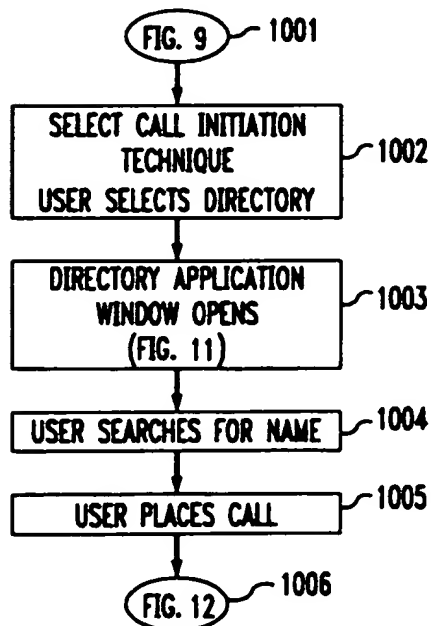 FIG. 9
1001
SELECT CALL INITIATION
TECHNIQUE
USER SELECTS DIRECTORY
1002
DIRECTORY APPLICATION
WINDOW OPENS
(FIG. 11)
1003
USER SEARCHES FOR NAME
1004
USER PLACES CALL
1005
FIG. 12
1006